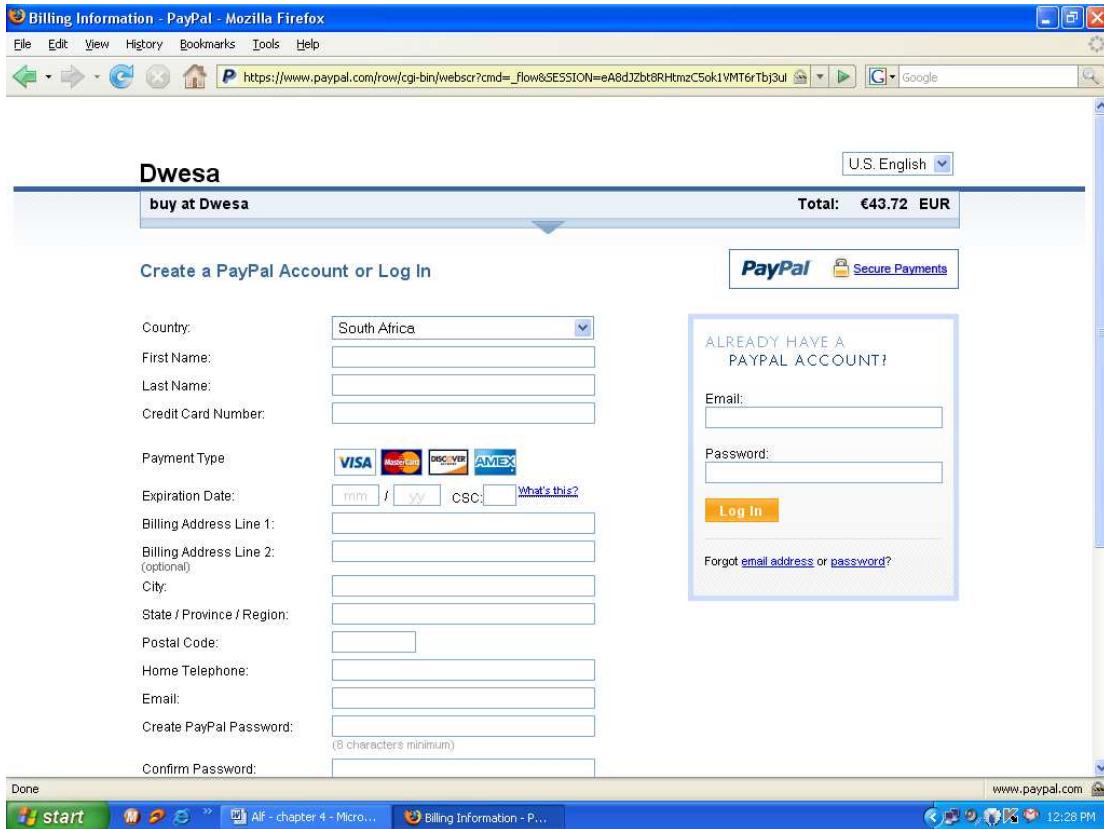 Billing Information - PayPal - Mozilla Firefox
File Edit View History Bookmarks Tools Help
https://www.paypal.com/row/cgi-bin/webscr?cmd=_flow&SESSION=eA8dJZbt8RHtmzC5ok1VMT6rTbj3uI
G Google
Dwesa
U.S. English
buy at Dwesa Total: €43.72 EUR
Create a PayPal Account or Log In
PayPal Secure Payments
Country: South Africa
First Name:
Last Name:
Credit Card Number:
Payment Type VISA MasterCard DISCOVER AMEX
Expiration Date: mm / yy CSC: What's this?
Billing Address Line 1:
Billing Address Line 2:
(optional)
City:
State / Province / Region:
Postal Code:
Home Telephone:
Email:
Create PayPal Password:
(8 characters minimum)
Confirm Password:
ALREADY HAVE A
PAYPAL ACCOUNT?
Email:
Password:
Log In
Forgot email address or password?
Done www.paypal.com
start Alf - chapter 4 - Micro... Billing Information - P... 12:28 PM